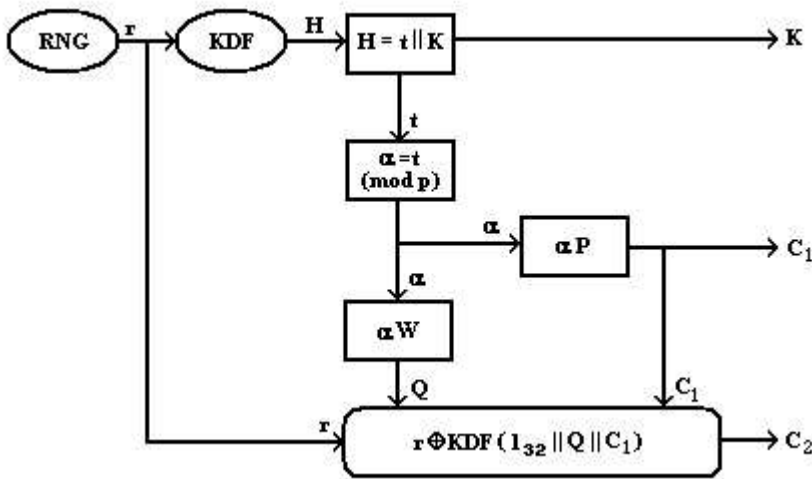 RNG
r
KDF
H
H = t || K
K
t
α = t
(mod p)
α
αP
C₁
α
αW
Q
C₁
r
r⊕KDF(1₃₂ || Q || C₁)
C₂